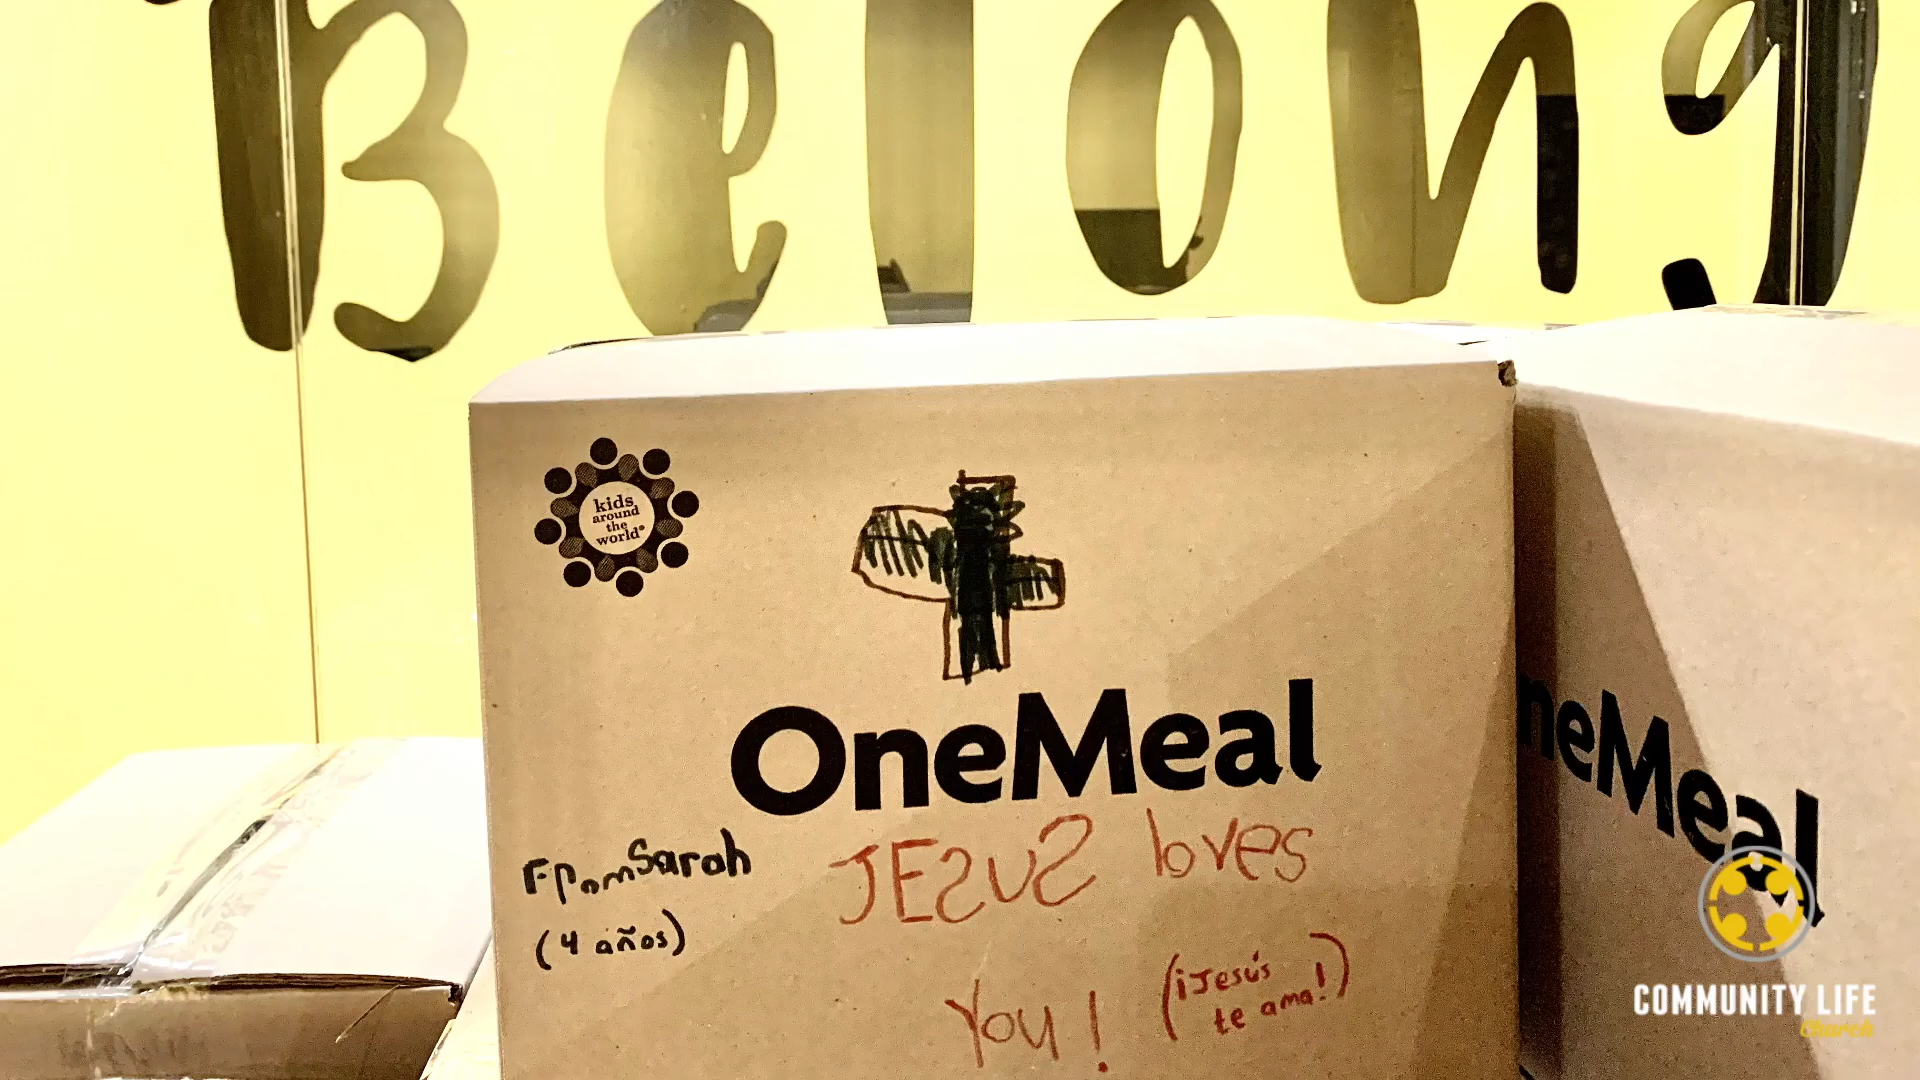 Belong
kids
around
the
world®
OneMeal
neMeal
From Sarah
(4 años)
JESUS loves
You!
(¡Jesús
te ama!)
COMMUNITY LIFE
Church